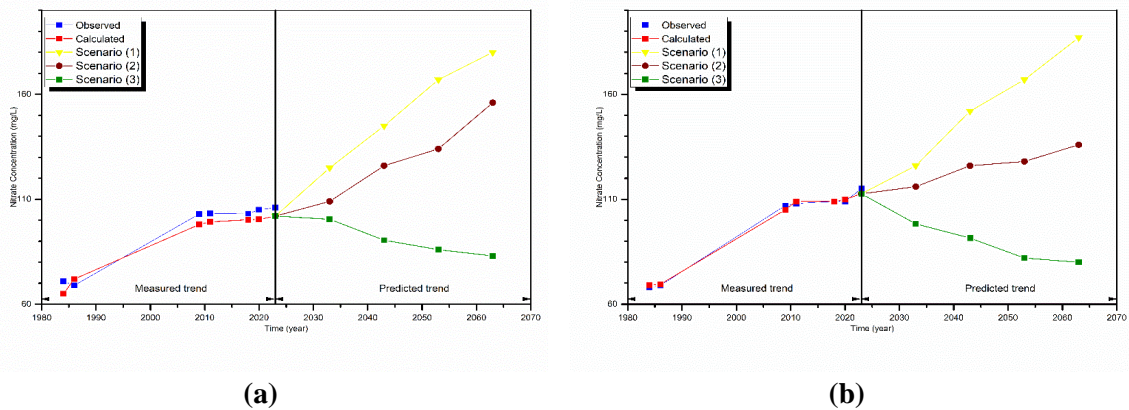 Observed
Calculated
Scenario (1)
Scenario (2)
Scenario (3)
Nitrate Concentration (mg/L)
160
110
60
Measured trend
Predicted trend
1980 1990 2000 2010 2020 2030 2040 2050 2060 2070
Time (year)
(a)
Observed
Calculated
Scenario (1)
Scenario (2)
Scenario (3)
Nitrate Concentration (mg/L)
160
110
60
Measured trend
Predicted trend
1980 1990 2000 2010 2020 2030 2040 2050 2060 2070
Time (year)
(b)